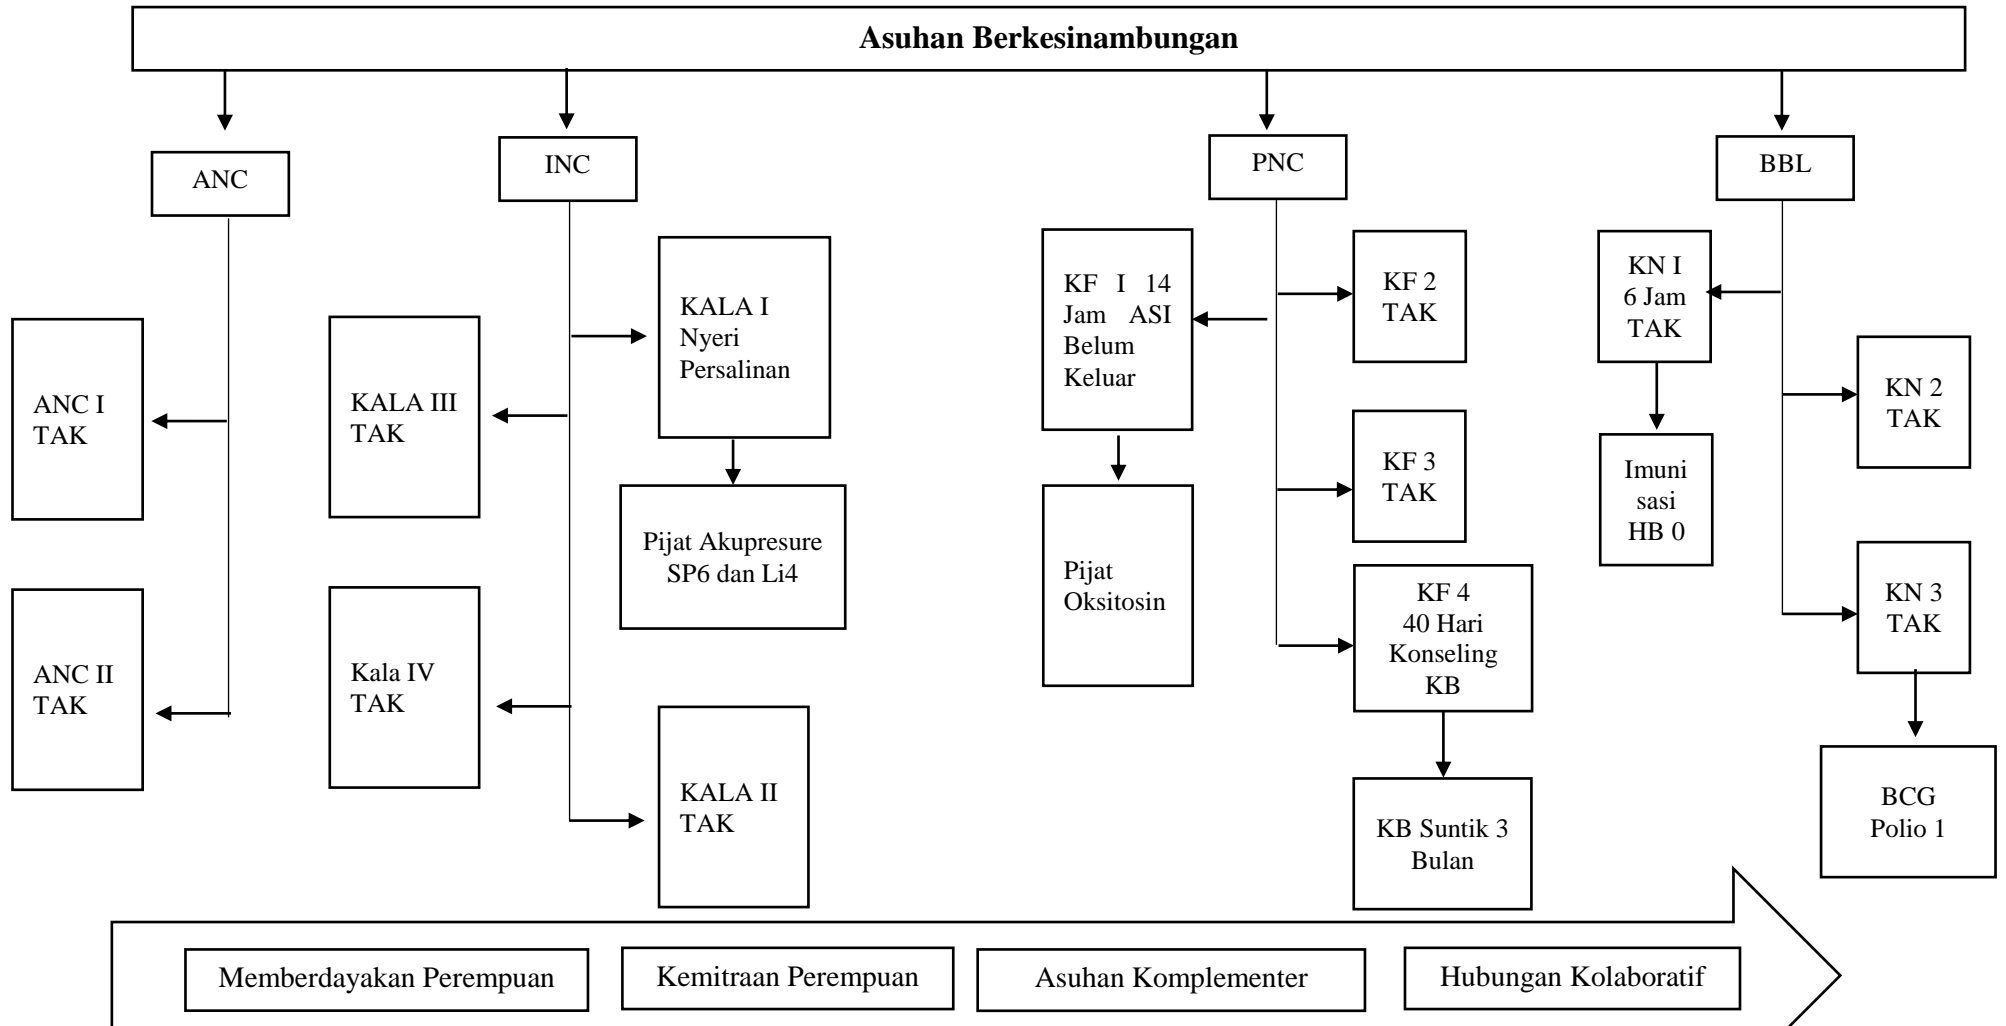 Asuhan Berkesinambungan
ANC
INC
PNC
BBL
ANC I
TAK
ANC II
TAK
KALA III
TAK
Kala IV
TAK
KALA I
Nyeri
Persalinan
Pijat Akupresure
SP6 dan Li4
KALA II
TAK
KF I 14
Jam ASI
Belum
Keluar
Pijat
Oksitosin
KF 2
TAK
KF 3
TAK
KF 4
40 Hari
Konseling
KB
KB Suntik 3
Bulan
KN I
6 Jam
TAK
Imuni
sasi
HB 0
KN 2
TAK
KN 3
TAK
BCG
Polio 1
Memberdayakan Perempuan
Kemitraan Perempuan
Asuhan Komplementer
Hubungan Kolaboratif